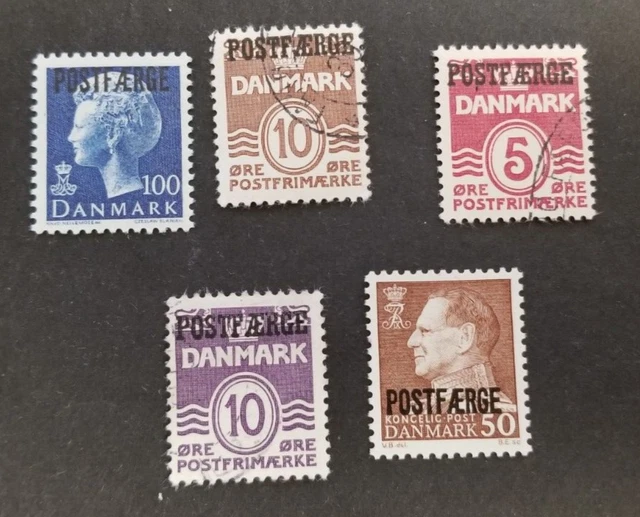 POSTFÆRGE
100
DANMARK
POSTFÆRGE
DANMARK
10
ØRE ØRE
POSTFRIMÆRKE
POSTFÆRGE
DANMARK
5
ØRE ØRE
POSTFRIMÆRKE
POSTFÆRGE
DANMARK
10
ØRE ØRE
POSTFRIMÆRKE
POSTFÆRGE
KONGELIG·POST
DANMARK 50